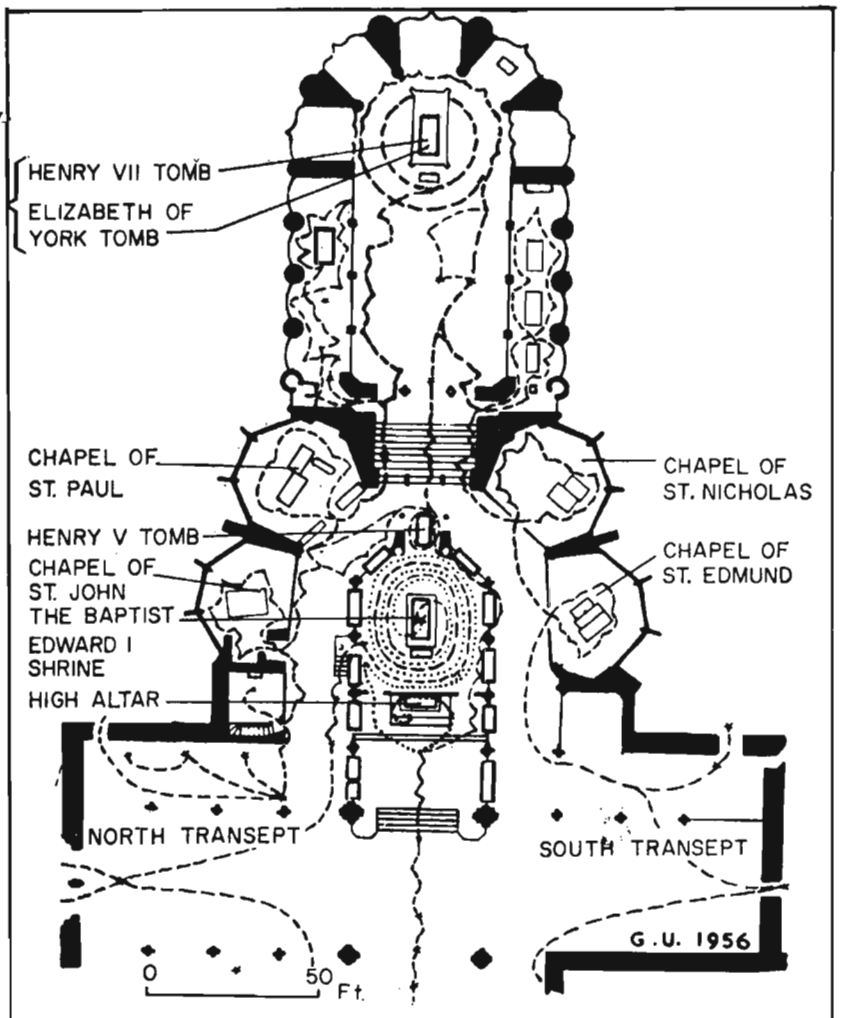 HENRY VII TOMB
ELIZABETH OF
YORK TOMB
CHAPEL OF
ST. PAUL
CHAPEL OF
ST. NICHOLAS
HENRY V TOMB
CHAPEL OF
ST. JOHN
THE BAPTIST
CHAPEL OF
ST. EDMUND
EDWARD I
SHRINE
HIGH ALTAR
NORTH TRANSEPT
SOUTH TRANSEPT
G.U. 1956
0 50
Ft.